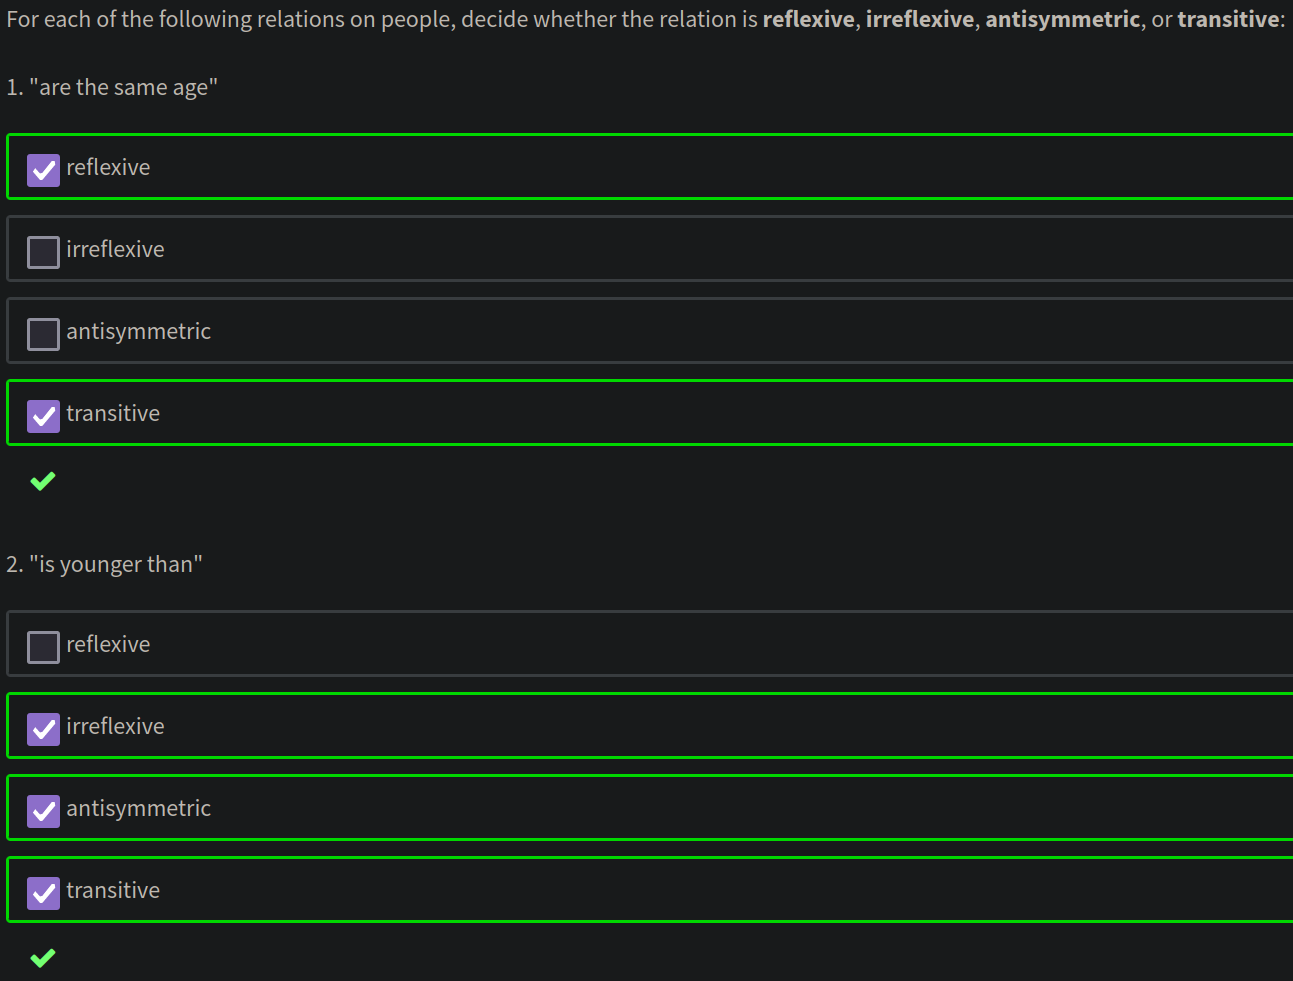 For each of the following relations on people, decide whether the relation is reflexive, irreflexive, antisymmetric, or transitive:
1. "are the same age"
reflexive
irreflexive
antisymmetric
transitive
2. "is younger than"
reflexive
irreflexive
antisymmetric
transitive